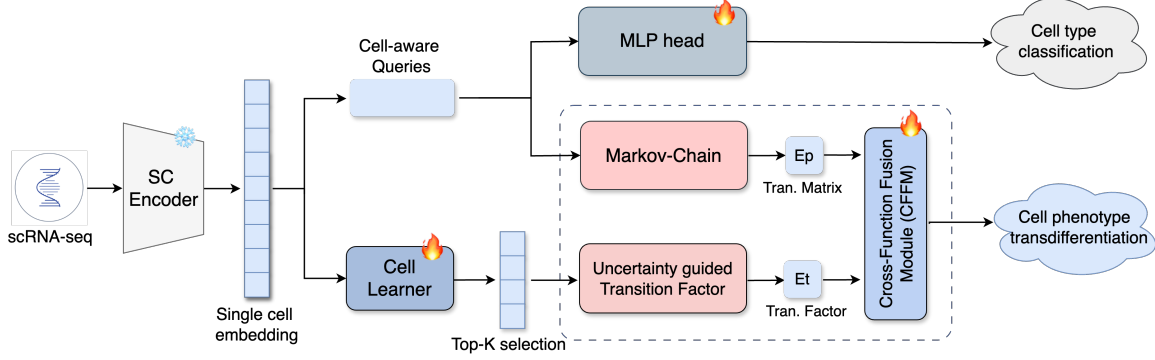 scRNA-seq
SC
Encoder
Single cell
embedding
Cell-aware
Queries
Cell
Learner
Top-K selection
MLP head
Markov-Chain
Ep
Tran. Matrix
Uncertainty guided
Transition Factor
Et
Tran. Factor
Cross-Function Fusion
Module (CFFM)
Cell type
classification
Cell phenotype
transdifferentiation